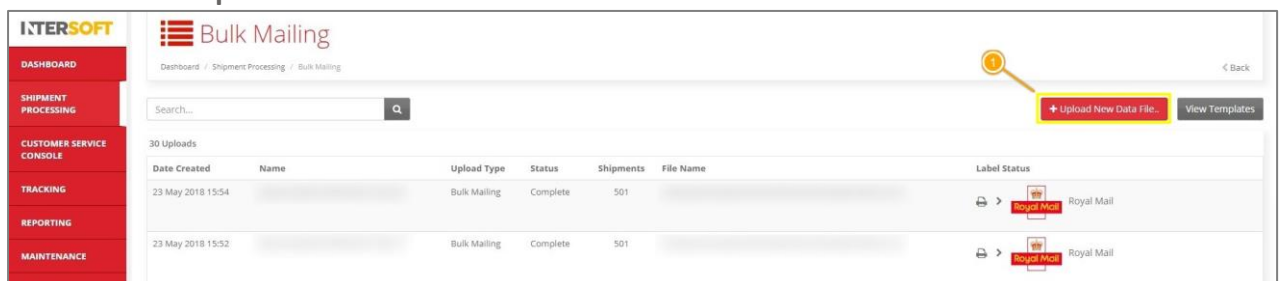 INTERSOFT
Bulk Mailing
Dashboard / Shipment Processing / Bulk Mailing
< Back
DASHBOARD
SHIPMENT PROCESSING
CUSTOMER SERVICE CONSOLE
TRACKING
REPORTING
MAINTENANCE
1
Search...
+ Upload New Data File..
View Templates
30 Uploads
Date Created Name Upload Type Status Shipments File Name Label Status
23 May 2018 15:54 Bulk Mailing Complete 501 > Royal Mail Royal Mail
23 May 2018 15:52 Bulk Mailing Complete 501 > Royal Mail Royal Mail